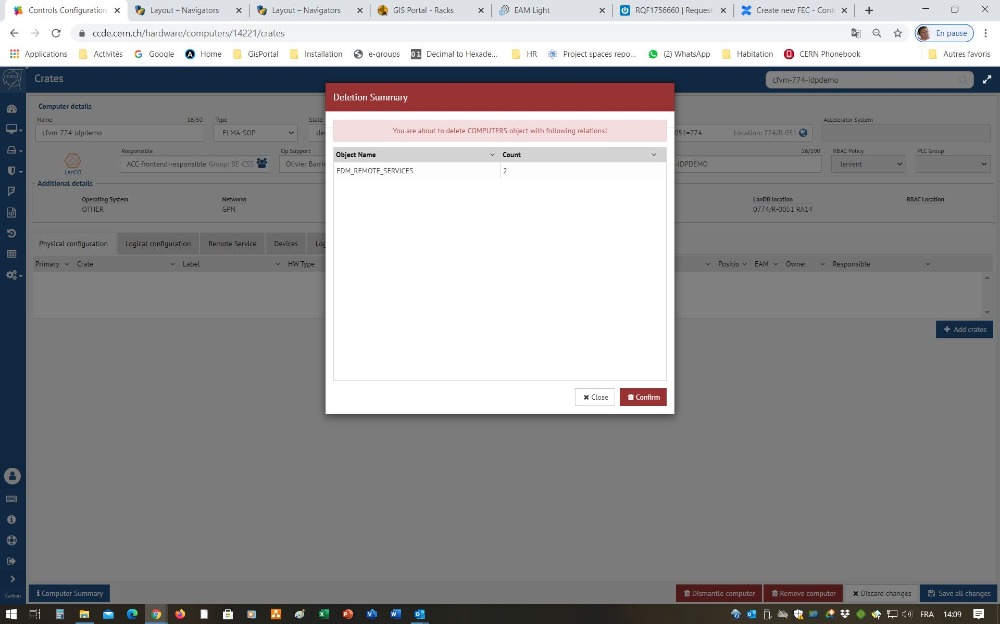 Controls Configuration
Layout – Navigators
Layout – Navigators
GIS Portal - Racks
EAM Light
RQF1756660 | Request
Create new FEC - Cont
ccde.cern.ch/hardware/computers/14221/crates
En pause
Applications
Activités
Google
Home
GisPortal
Installation
e-groups
Decimal to Hexade...
HR
Project spaces repo...
(2) WhatsApp
Habitation
CERN Phonebook
Autres favoris
CERN
Crates
cfvm-774-idpdemo
Deletion Summary
You are about to delete COMPUTERS object with following relations!
Object Name
Count
FDM_REMOTE_SERVICES
2
Close
Confirm
Computer details
Name
16/50
Type
State
Accelerator System
cfvm-774-idpdemo
ELMA-SOP
dev
051=774
Location: 774/R-051
Responsible
Op Support
26/200
RBAC Policy
PLC Group
LanDB
ACC-frontend-responsible
Group: BE-CSS
Olivier Barrie
-IDPDEMO
lenient
Additional details
Operating System
Networks
LanDB location
RBAC Location
OTHER
GPN
0774/R-0051 RA14
Physical configuration
Logical configuration
Remote Service
Devices
Log
Primary
Crate
Label
HW Type
Positio
EAM
Owner
Responsible
Add crates
Carbon
Computer Summary
Dismantle computer
Remove computer
Discard changes
Save all changes
FRA
14:09